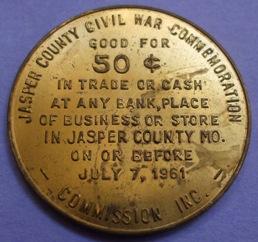 JASPER COUNTY CIVIL WAR COMMEMORATION
GOOD FOR
50 ¢
IN TRADE OR CASH
AT ANY BANK, PLACE
OF BUSINESS OR STORE
IN JASPER COUNTY MO.
ON OR BEFORE
JULY 7, 1961
COMMISSION INC.